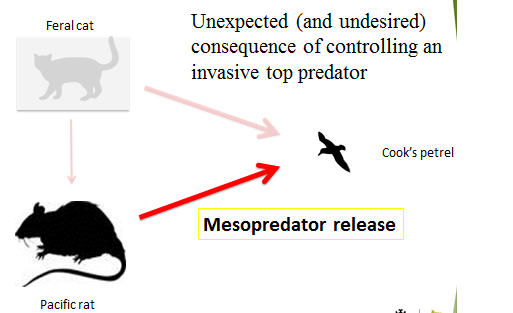 Feral cat
Unexpected (and undesired)
consequence of controlling an
invasive top predator
Cook's petrel
Mesopredator release
Pacific rat